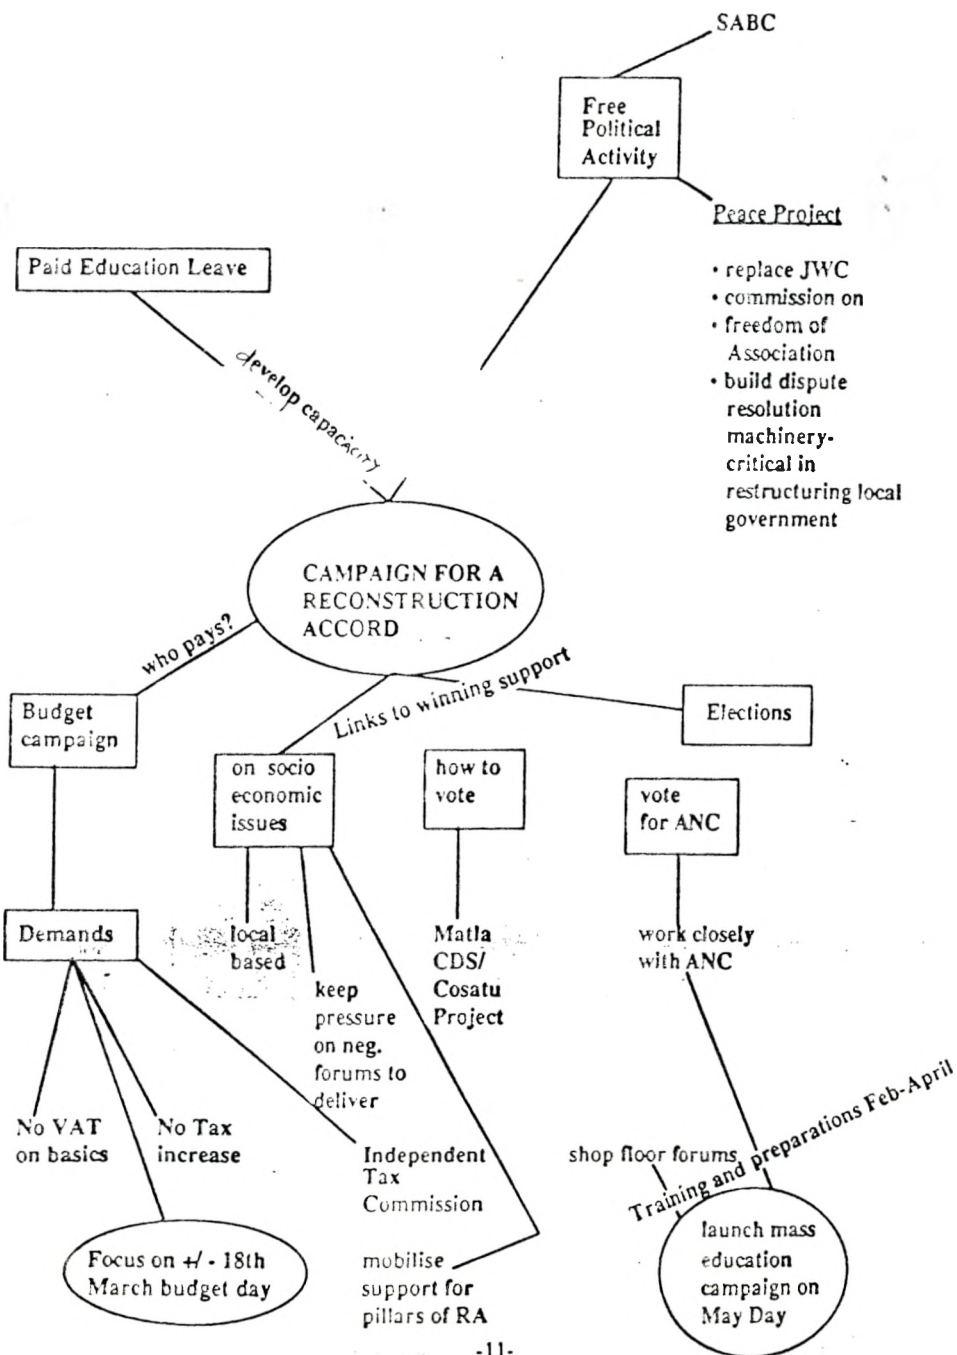 SABC
Free
Political
Activity
Peace Project
• replace JWC
• commission on
• freedom of
Association
• build dispute
resolution
machinery-
critical in
restructuring local
government
Paid Education Leave
develop capacity
CAMPAIGN FOR A
RECONSTRUCTION
ACCORD
who pays?
Links to winning support
Budget
campaign
Elections
on socio
economic
issues
how to
vote
vote
for ANC
Demands
local
based
keep
pressure
on neg.
forums to
deliver
Matla
CDS/
Cosatu
Project
work closely
with ANC
No VAT
on basics
No Tax
increase
Independent
Tax
Commission
shop floor forums
Training and preparations Feb-April
Focus on +/- 18th
March budget day
mobilise
support for
pillars of RA
launch mass
education
campaign on
May Day
-11-